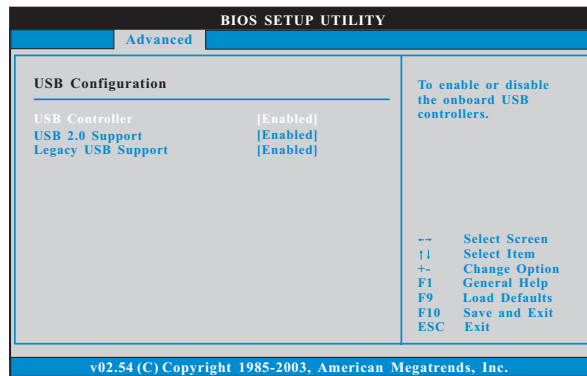 BIOS SETUP UTILITY
Advanced
USB Configuration
USB Controller [Enabled]
USB 2.0 Support [Enabled]
Legacy USB Support [Enabled]
To enable or disable
the onboard USB
controllers.
←→ Select Screen
↑↓ Select Item
+- Change Option
F1 General Help
F9 Load Defaults
F10 Save and Exit
ESC Exit
v02.54 (C) Copyright 1985-2003, American Megatrends, Inc.